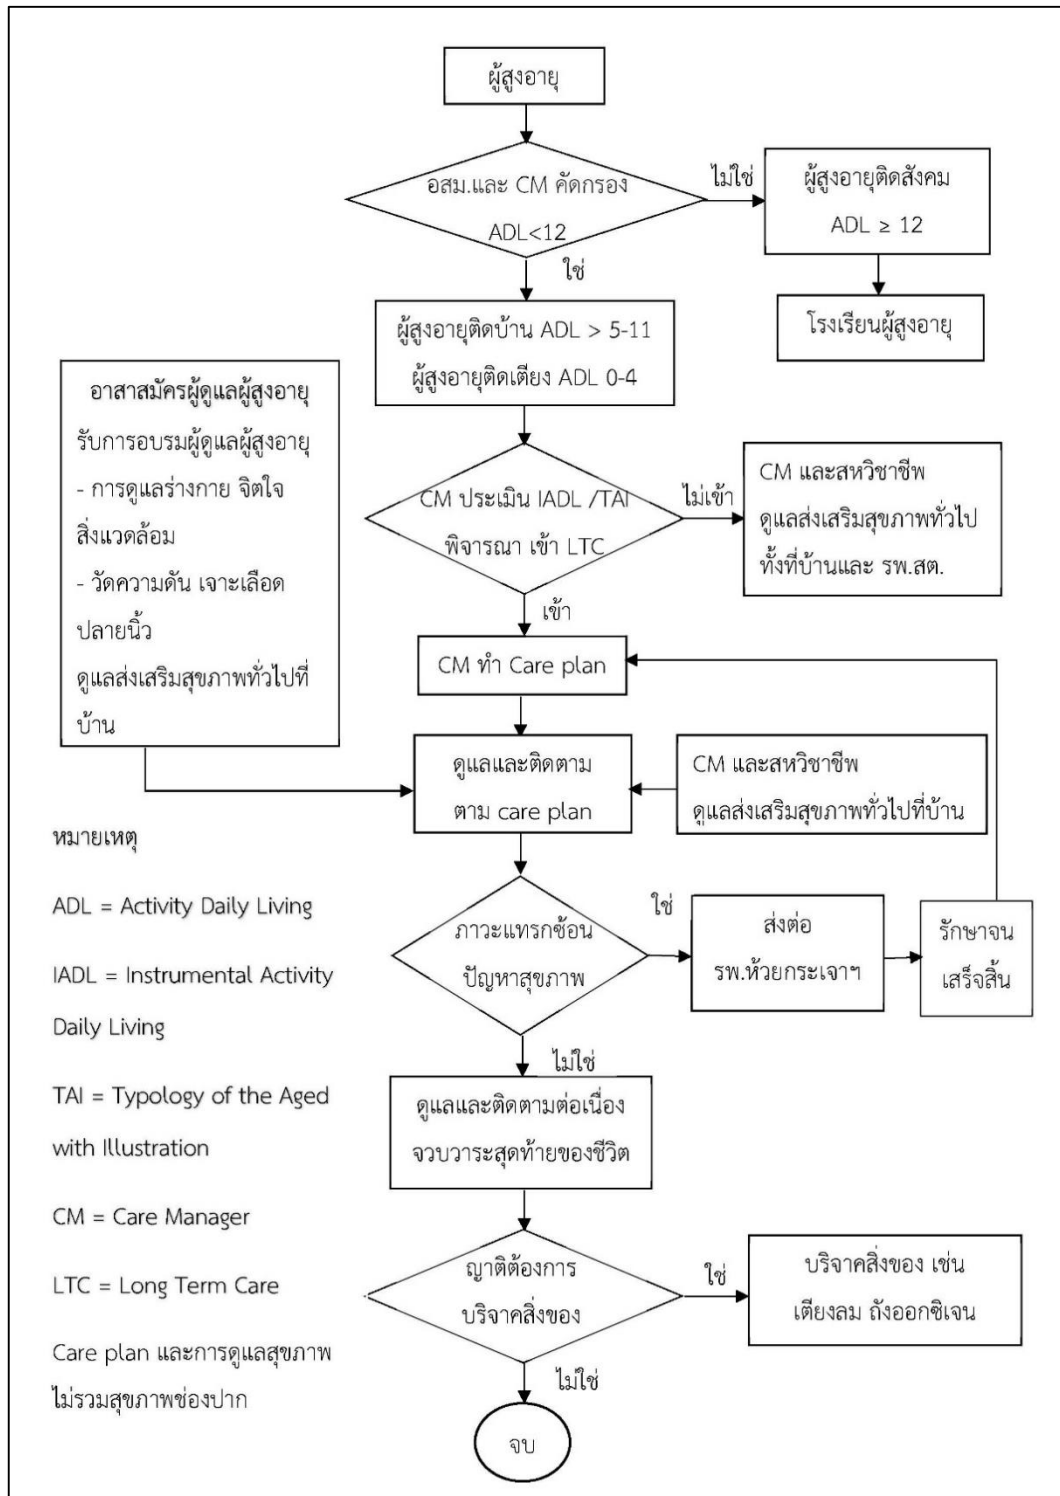 ผู้สูงอายุ
อสม.และ CM คัดกรอง
ADL<12
ไม่ใช่
ผู้สูงอายุติดสังคม
ADL ≥ 12
ใช่
โรงเรียนผู้สูงอายุ
ผู้สูงอายุติดบ้าน ADL > 5-11
ผู้สูงอายุติดเตียง ADL 0-4
อาสาสมัครผู้ดูแลผู้สูงอายุ
รับการอบรมผู้ดูแลผู้สูงอายุ
- การดูแลร่างกาย จิตใจ
สิ่งแวดล้อม
- วัดความดัน เจาะเลือด
ปลายนิ้ว
ดูแลส่งเสริมสุขภาพทั่วไปที่
บ้าน
CM ประเมิน IADL /TAI
พิจารณา เข้า LTC
ไม่เข้า
CM และสหวิชาชีพ
ดูแลส่งเสริมสุขภาพทั่วไป
ทั้งที่บ้านและ รพ.สต.
เข้า
CM ทำ Care plan
ดูแลและติดตาม
ตาม care plan
CM และสหวิชาชีพ
ดูแลส่งเสริมสุขภาพทั่วไปที่บ้าน
ภาวะแทรกซ้อน
ปัญหาสุขภาพ
ใช่
ส่งต่อ
รพ.ห้วยกระเจาฯ
รักษาจน
เสร็จสิ้น
ไม่ใช่
ดูแลและติดตามต่อเนื่อง
จวบวาระสุดท้ายของชีวิต
ญาติต้องการ
บริจาคสิ่งของ
ใช่
บริจาคสิ่งของ เช่น
เตียงลม ถังออกซิเจน
ไม่ใช่
จบ
หมายเหตุ
ADL = Activity Daily Living
IADL = Instrumental Activity
Daily Living
TAI = Typology of the Aged
with Illustration
CM = Care Manager
LTC = Long Term Care
Care plan และการดูแลสุขภาพ
ไม่รวมสุขภาพช่องปาก